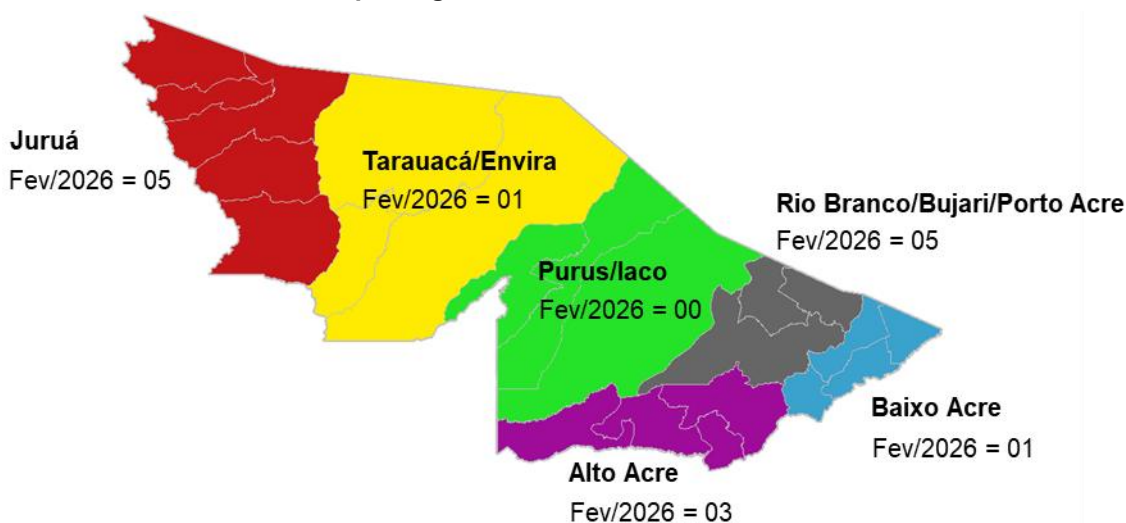 Juruá
Fev/2026 = 05
Tarauacá/Envira
Fev/2026 = 01
Rio Branco/Bujari/Porto Acre
Fev/2026 = 05
Purus/Iaco
Fev/2026 = 00
Baixo Acre
Fev/2026 = 01
Alto Acre
Fev/2026 = 03